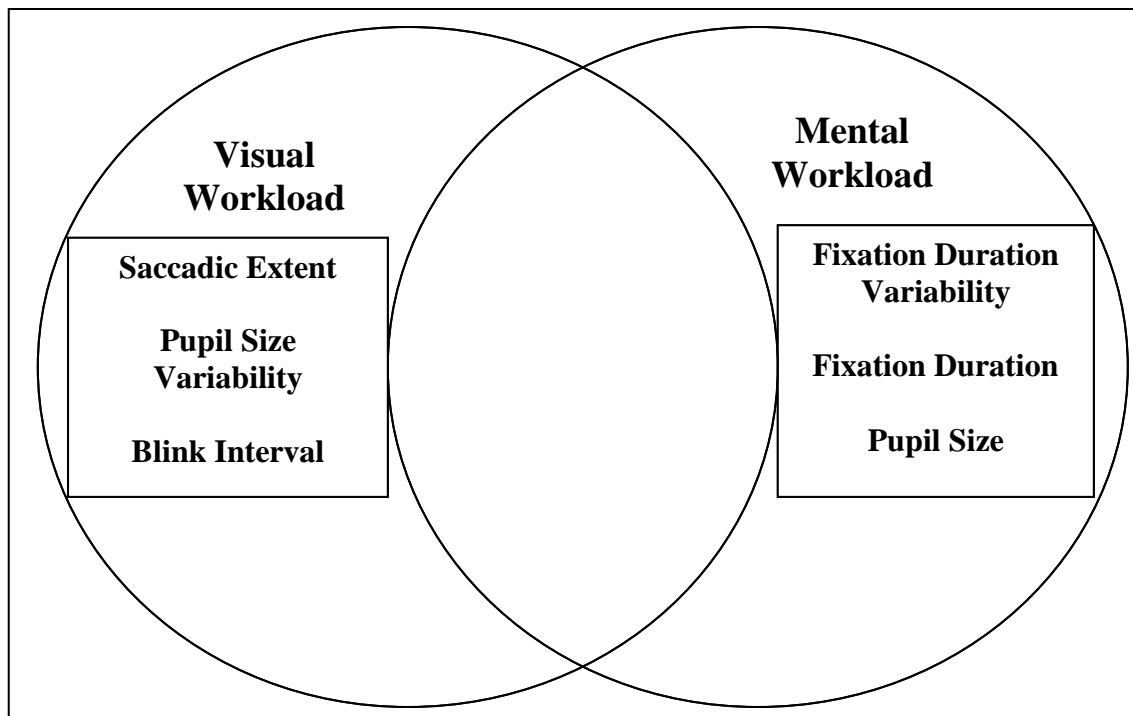 Visual
Workload
Saccadic Extent
Pupil Size
Variability
Blink Interval
Mental
Workload
Fixation Duration
Variability
Fixation Duration
Pupil Size